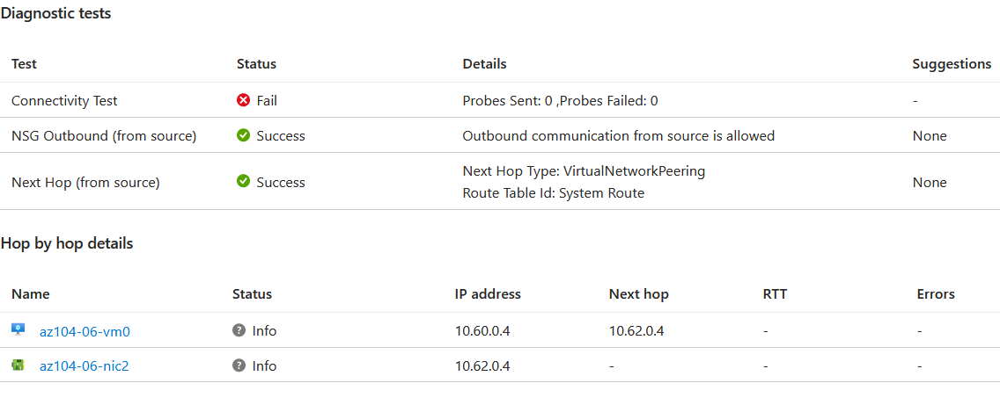 Diagnostic tests
Test Status Details Suggestions
Connectivity Test Fail Probes Sent: 0 ,Probes Failed: 0 -
NSG Outbound (from source) Success Outbound communication from source is allowed None
Next Hop (from source) Success Next Hop Type: VirtualNetworkPeering None
Route Table Id: System Route
Hop by hop details
Name Status IP address Next hop RTT Errors
az104-06-vm0 Info 10.60.0.4 10.62.0.4 - -
az104-06-nic2 Info 10.62.0.4 - - -